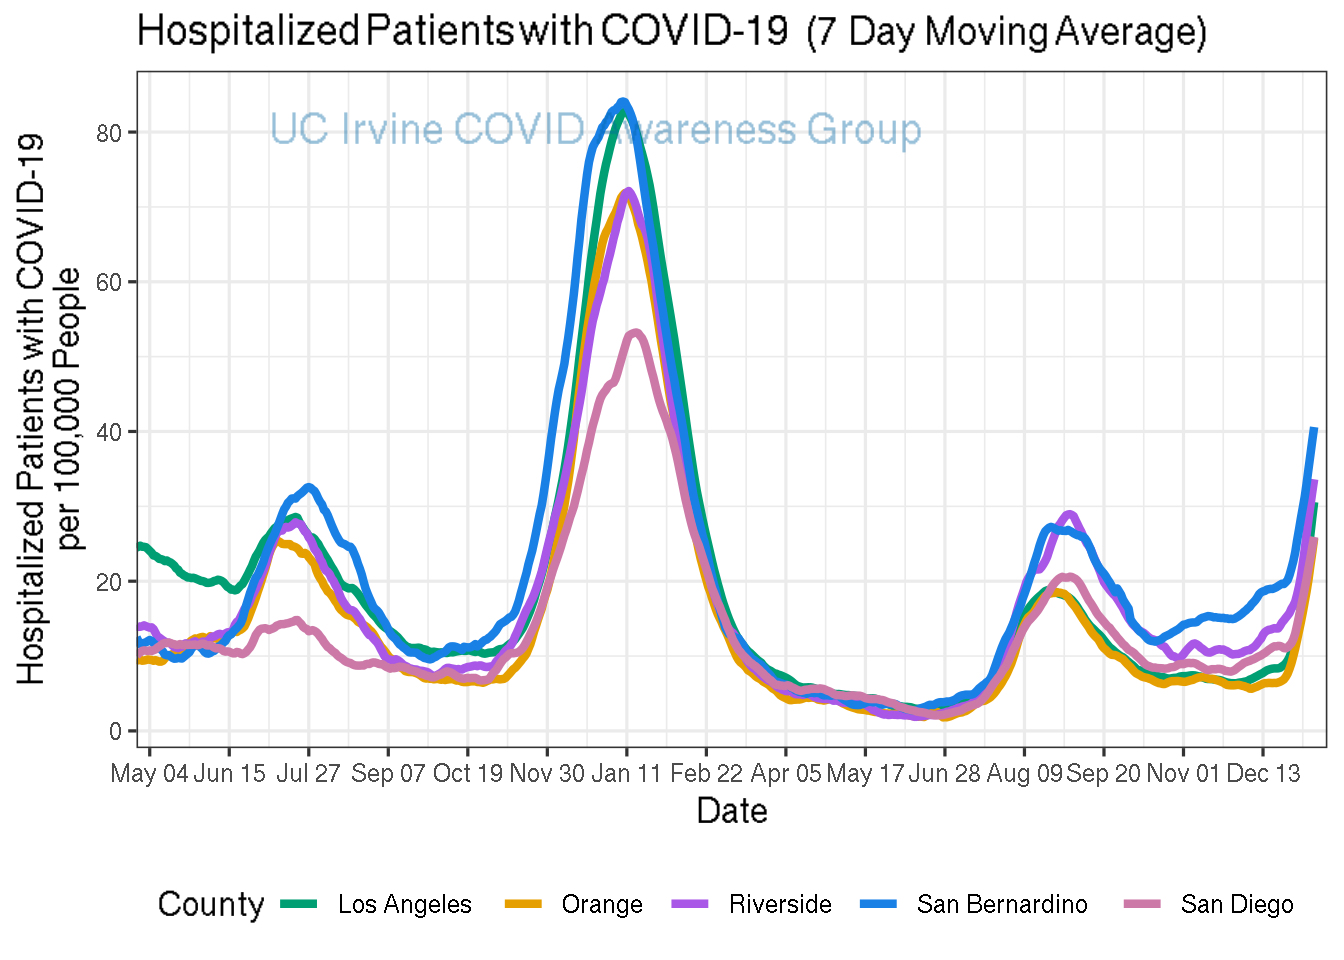 Hospitalized Patients with COVID-19 (7 Day Moving Average)
UC Irvine COVID Awareness Group
Hospitalized Patients with COVID-19
per 100,000 People
80
60
40
20
0
May 04 Jun 15 Jul 27 Sep 07 Oct 19 Nov 30 Jan 11 Feb 22 Apr 05 May 17 Jun 28 Aug 09 Sep 20 Nov 01 Dec 13
Date
County Los Angeles Orange Riverside San Bernardino San Diego